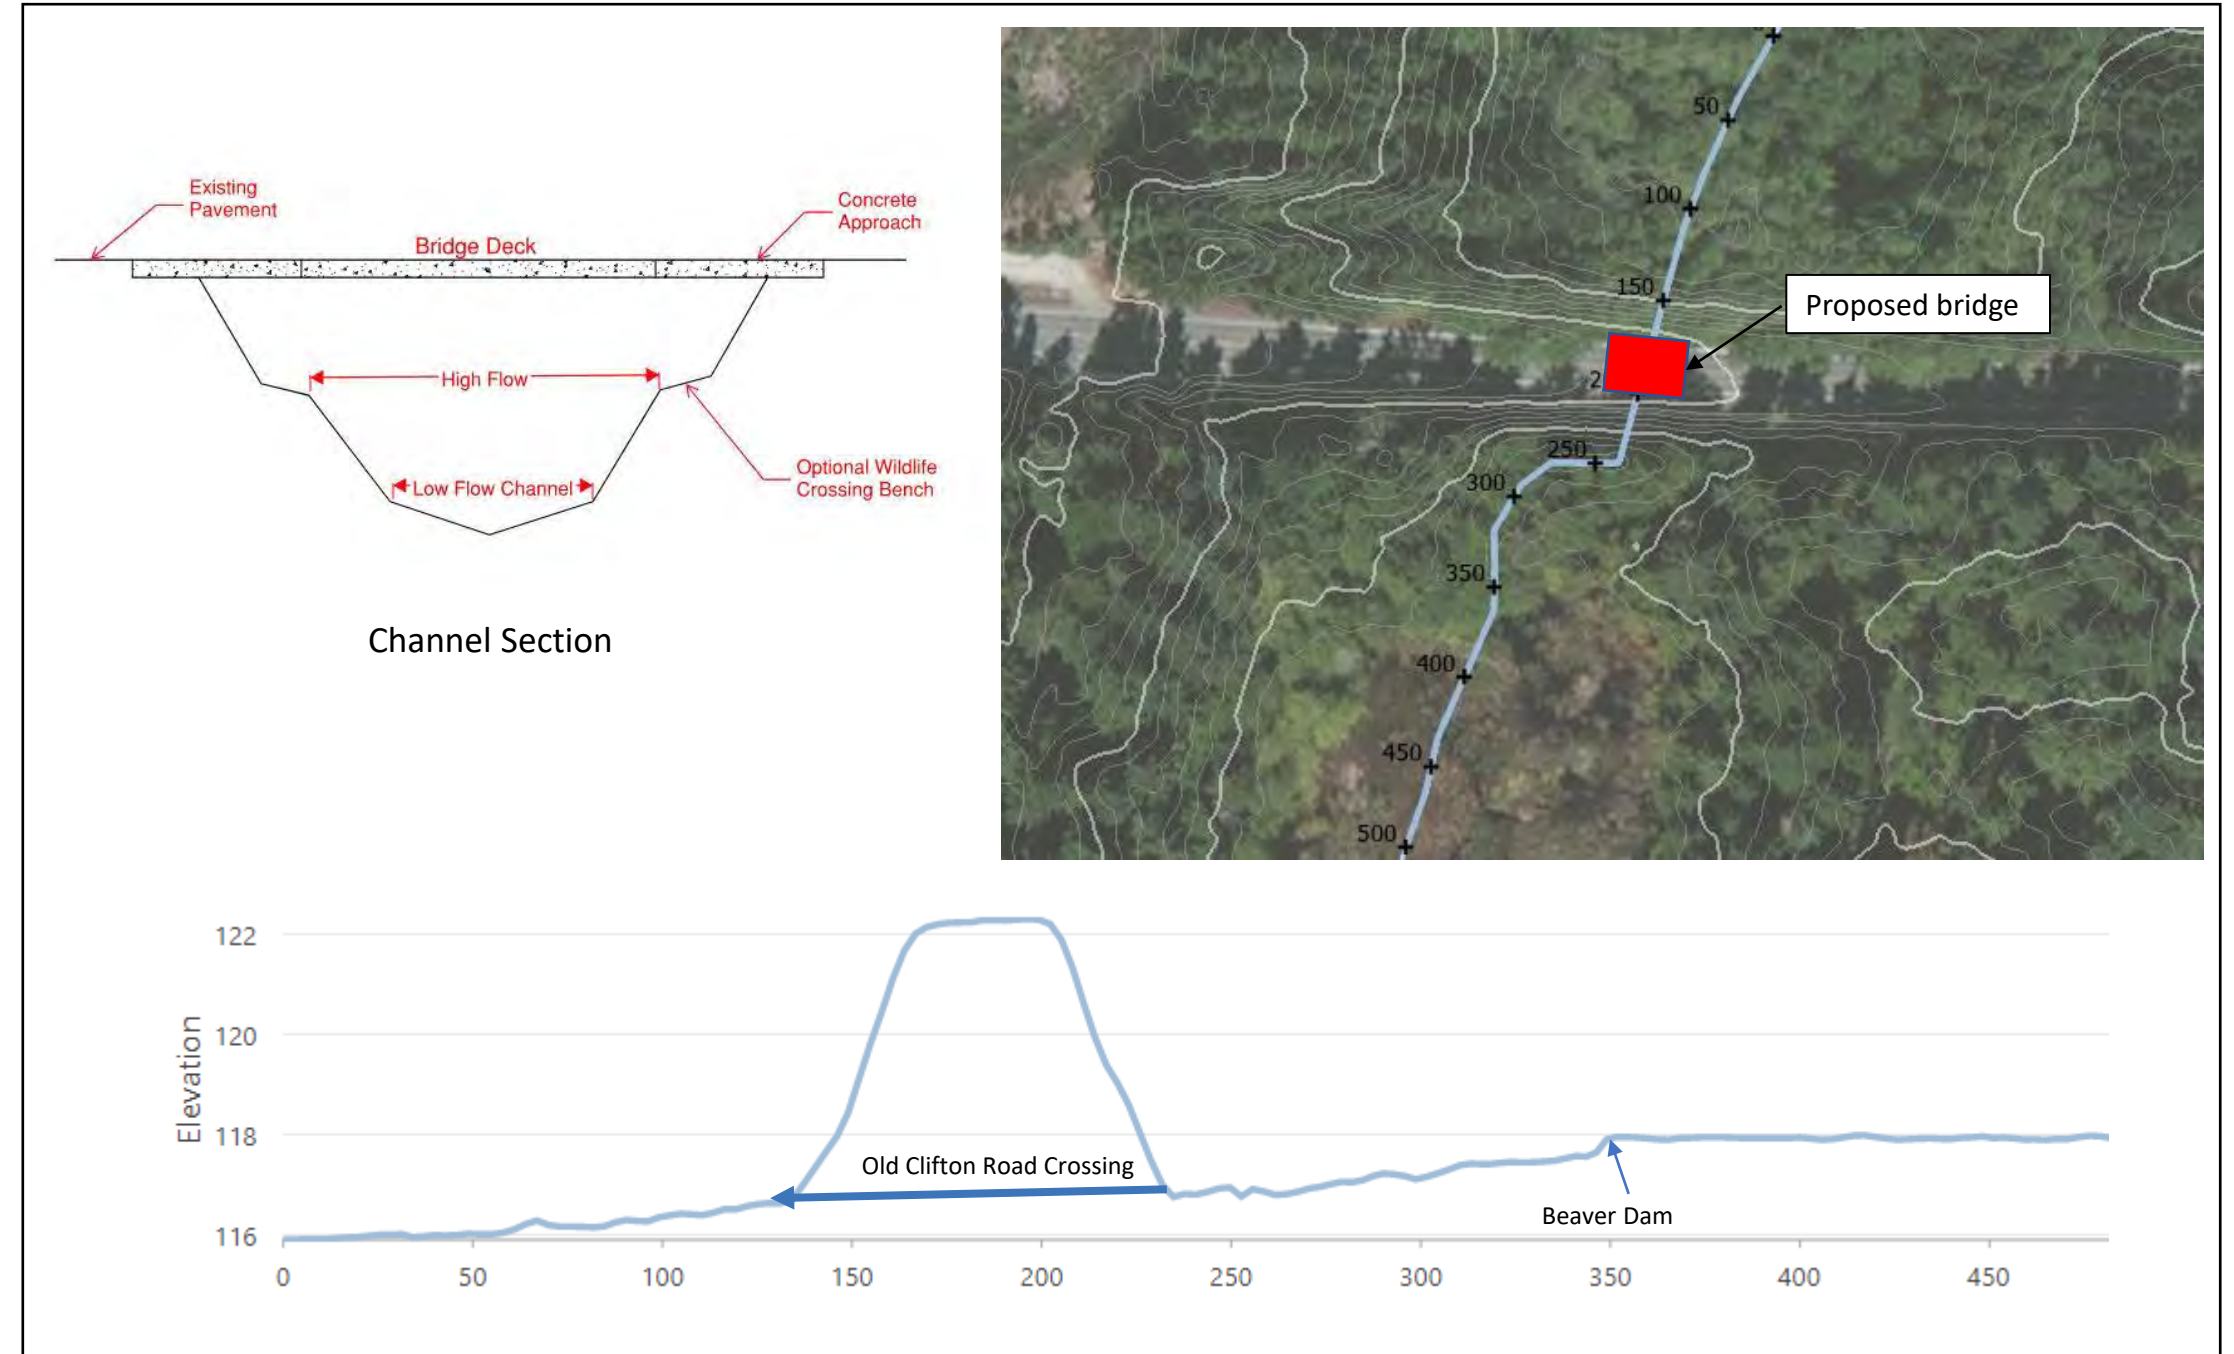 Existing
Pavement
Concrete
Approach
Bridge Deck
High Flow
Low Flow Channel
Optional Wildlife
Crossing Bench
Channel Section
50
100
150
Proposed bridge
2
250
300
350
400
450
500
Elevation
122
120
118
116
Old Clifton Road Crossing
Beaver Dam
0
50
100
150
200
250
300
350
400
450